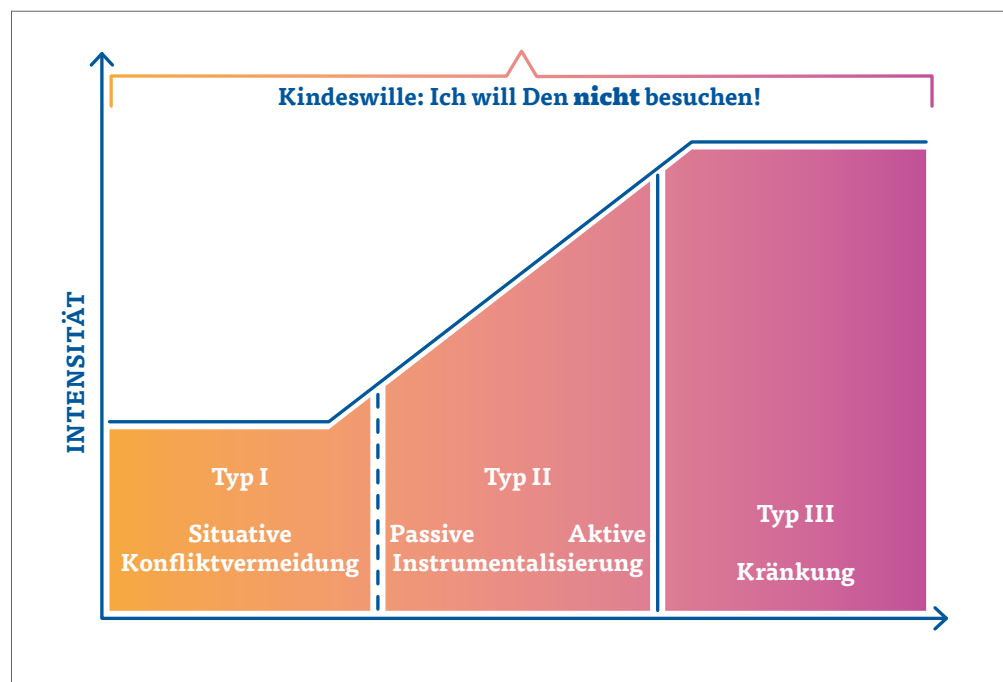 Kindeswille: Ich will Den nicht besuchen!
INTENSITÄT
Typ I
Situative
Konfliktvermeidung
Typ II
Passive Aktive
Instrumentalisierung
Typ III
Kränkung